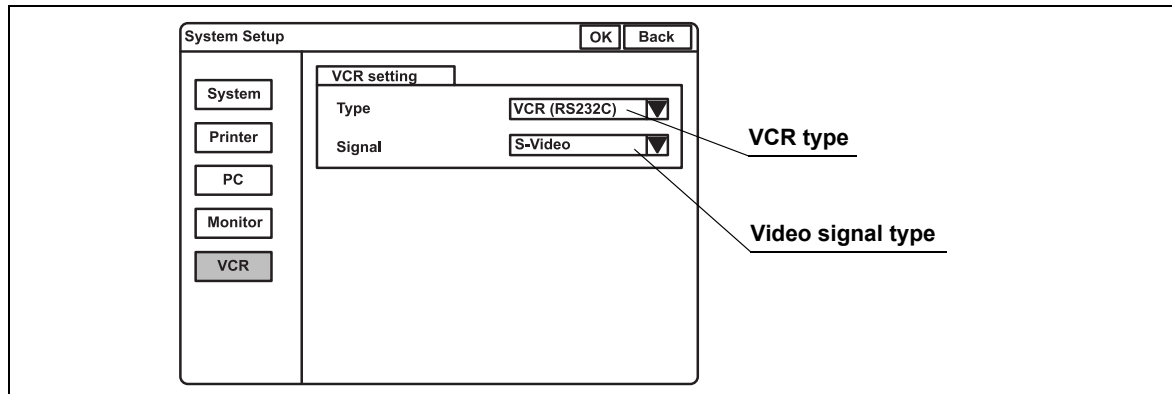 System Setup OK Back
System
Printer
PC
Monitor
VCR
VCR setting
Type VCR (RS232C)
Signal S-Video
VCR type
Video signal type